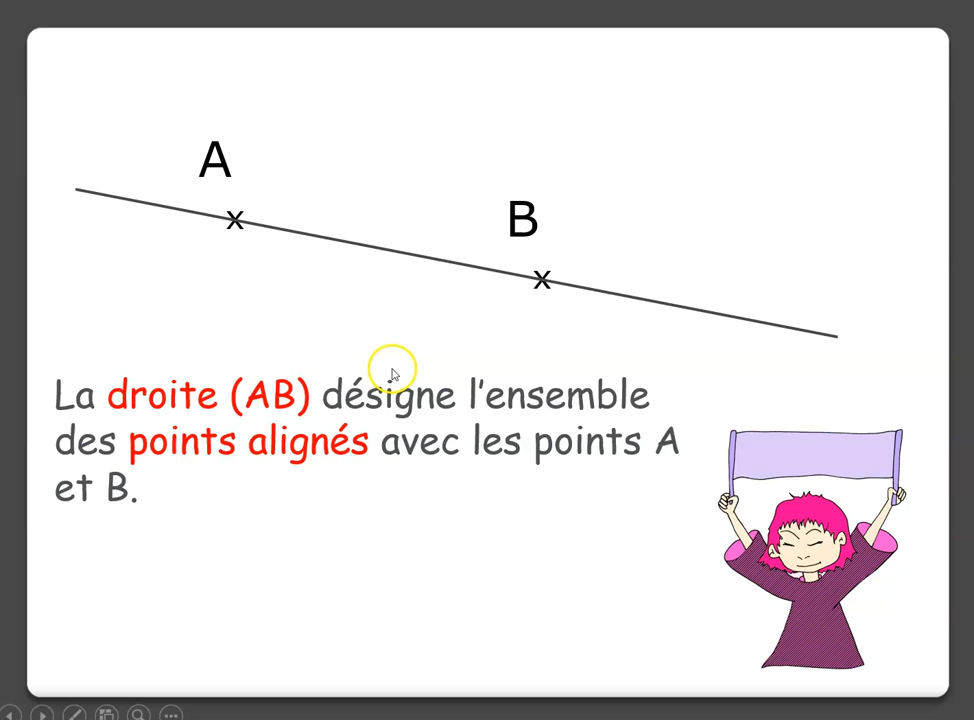 A
x
B
x
La droite (AB) désigne l'ensemble
des points alignés avec les points A
et B.